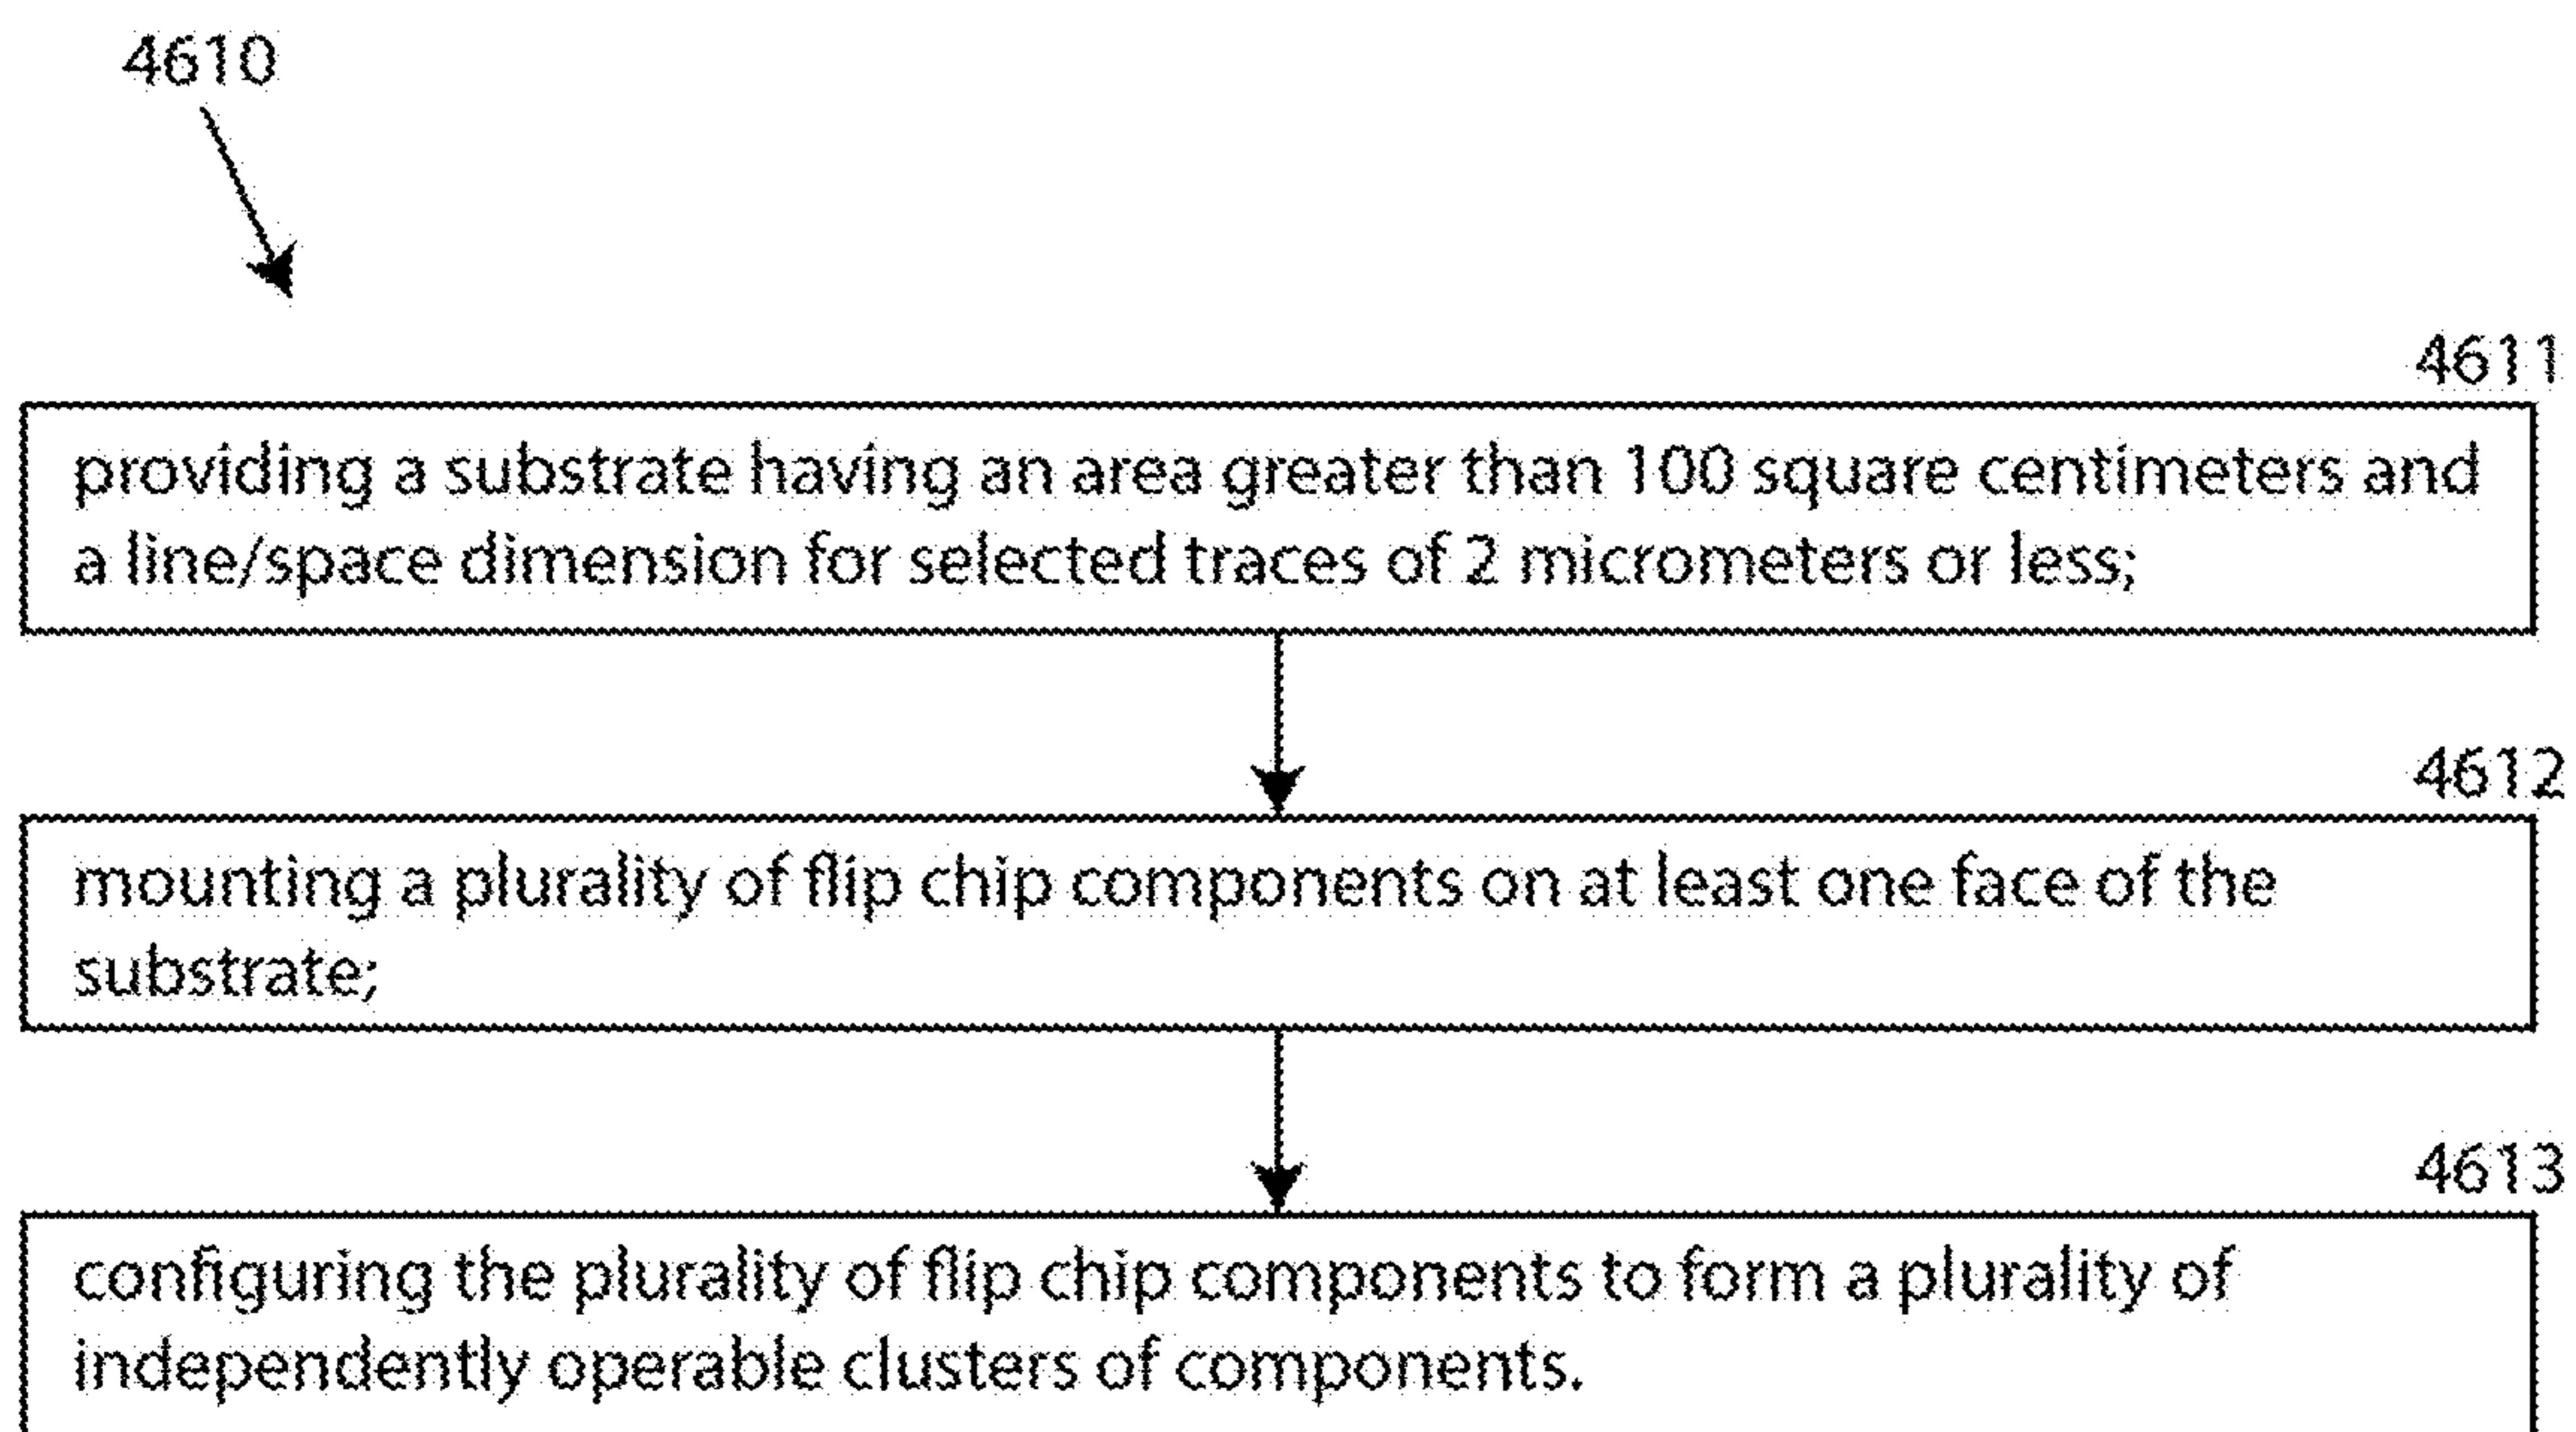 4610
4611
providing a substrate having an area greater than 100 square centimeters and
a line/space dimension for selected traces of 2 micrometers or less;
4612
mounting a plurality of flip chip components on at least one face of the
substrate;
4613
configuring the plurality of flip chip components to form a plurality of
independently operable clusters of components.